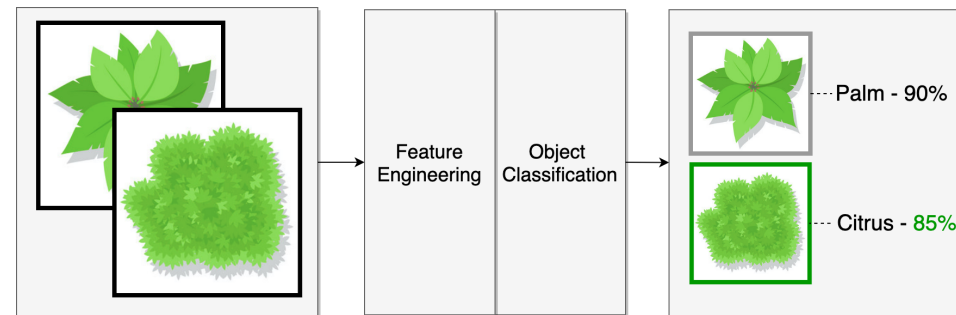 Feature
Engineering
Object
Classification
Palm - 90%
Citrus - 85%